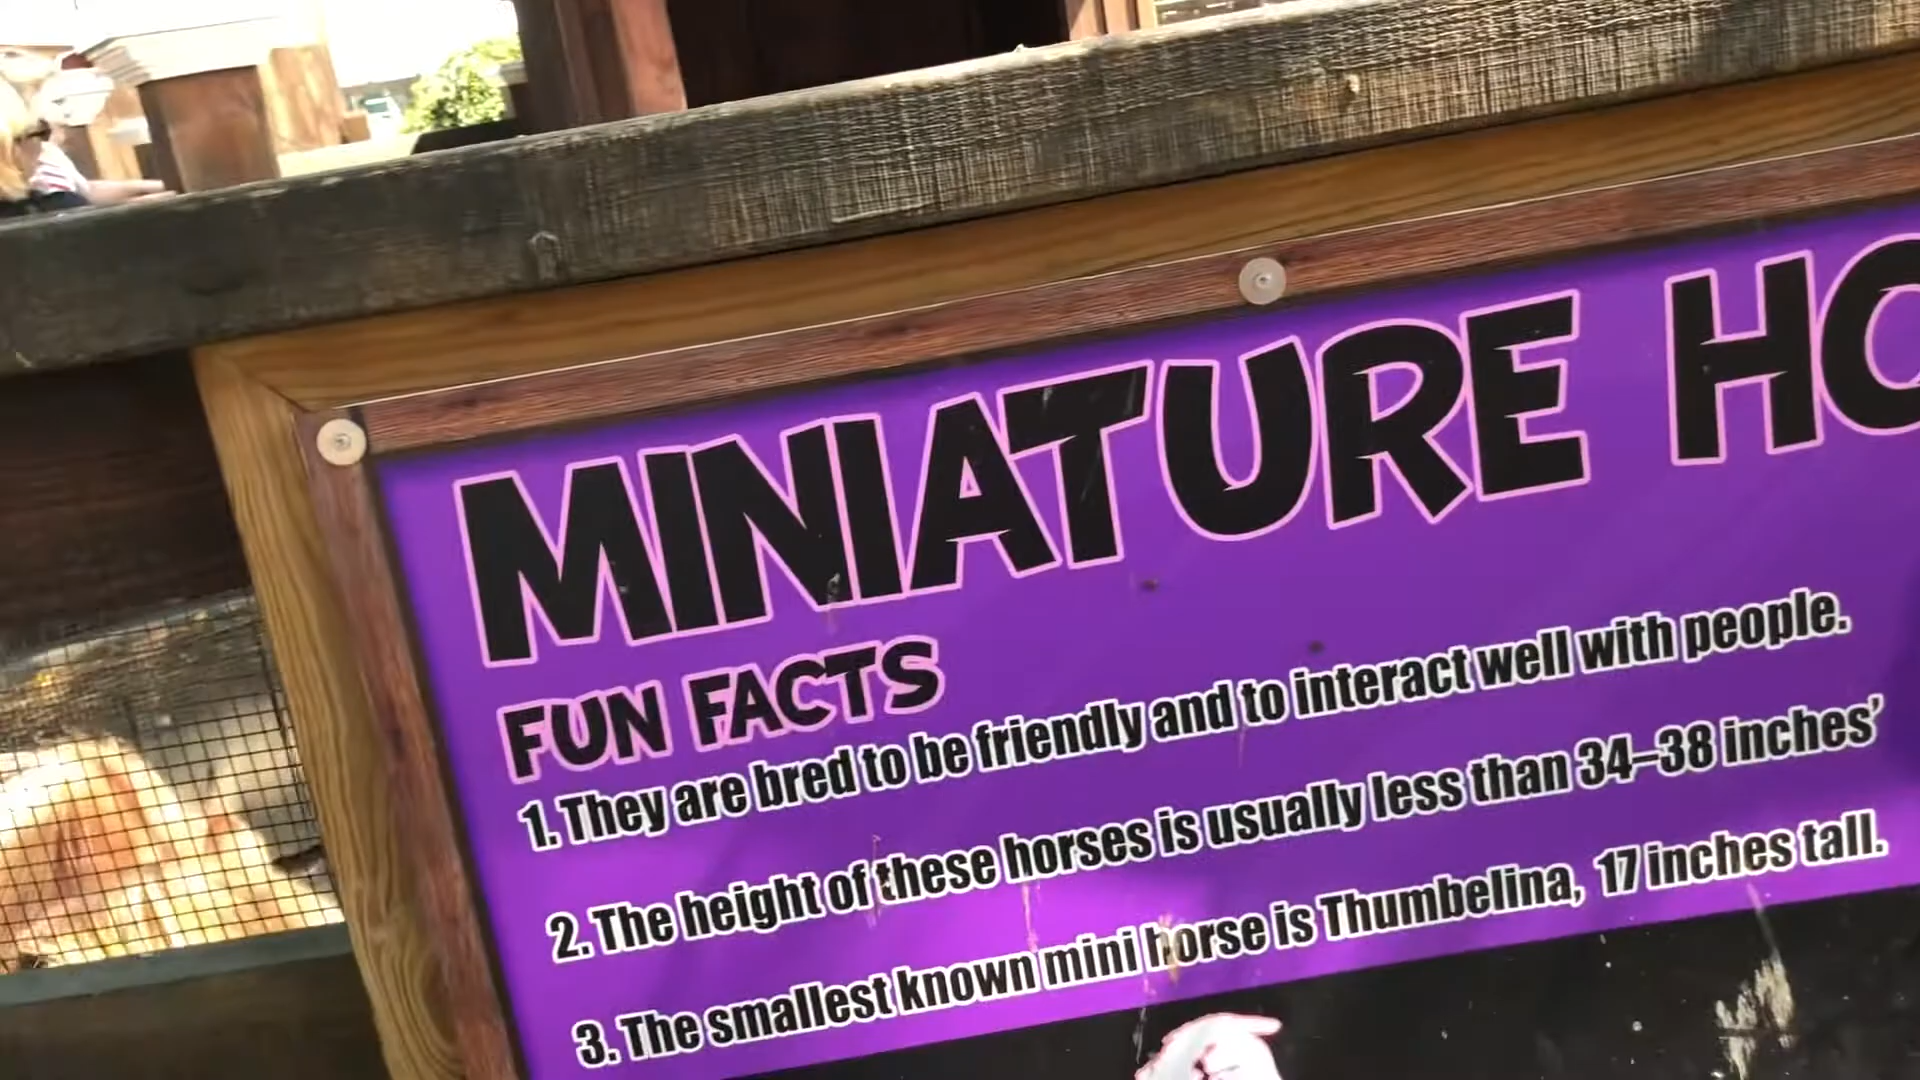 MINIATURE HO
FUN FACTS
1. They are bred to be friendly and to interact well with people.
2. The height of these horses is usually less than 34–38 inches’
3. The smallest known mini horse is Thumbelina, 17 inches tall.